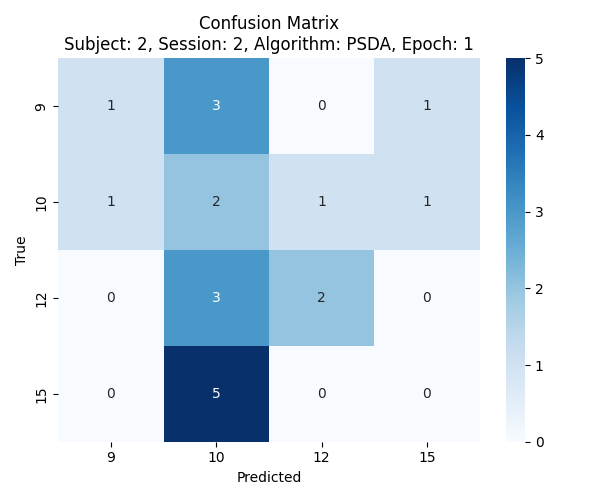 Confusion Matrix
Subject: 2, Session: 2, Algorithm: PSDA, Epoch: 1
9 1 3 0 1
10 1 2 1 1
12 0 3 2 0
15 0 5 0 0
9 10 12 15
True
Predicted
5
4
3
2
1
0